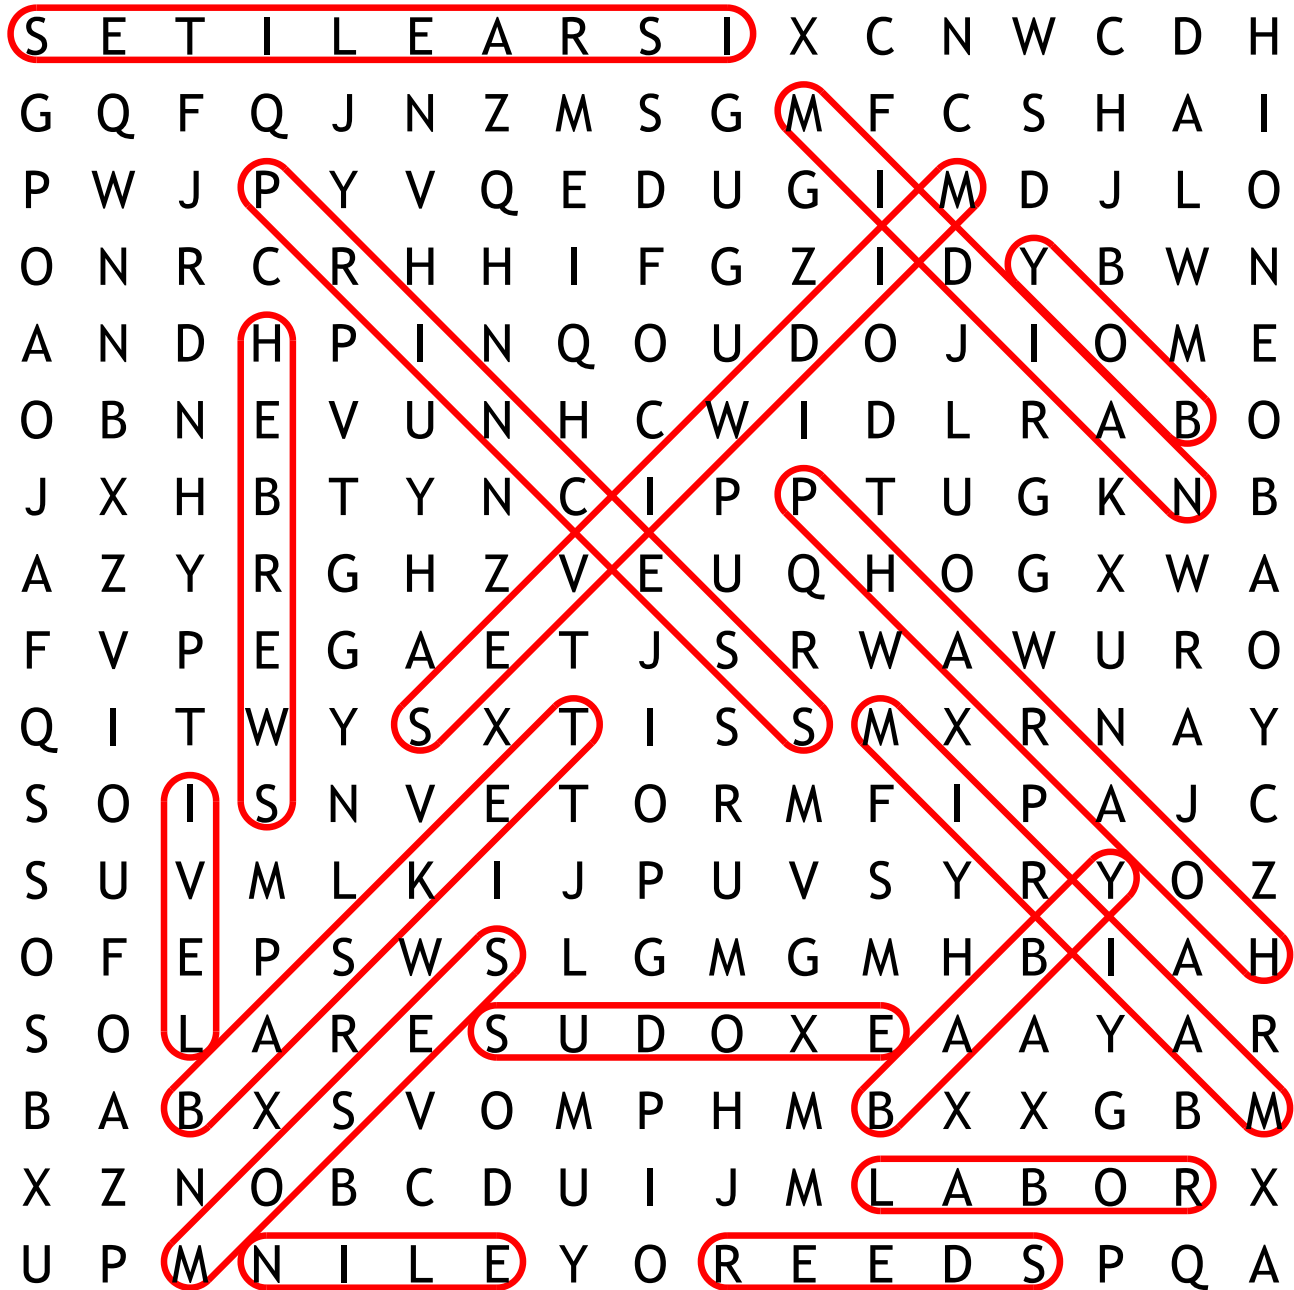 S E T I L E A R S I X C N W C D H
G Q F Q J N Z M S G M F C S H A I
P W J P Y V Q E D U G I M D J L O
O N R C R H H I F G Z I D Y B W N
A N D H P I N Q O U D O J I O M E
O B N E V U N H C W I D L R A B O
J X H B T Y N C I P P T U G K N B
A Z Y R G H Z V E U Q H O G X W A
F V P E G A E T J S R W A W U R O
Q I T W Y S X T I S S M X R N A Y
S O I S N V E T O R M F I P A J C
S U V M L K I J P U V S Y R Y O Z
O F E P S W S L G M G M H B I A H
S O L A R E S U D O X E A A Y A R
B A B X S V O M P H M B X X G B M
X Z N O B C D U I J M L A B O R X
U P M N I L E Y O R E E D S P Q A